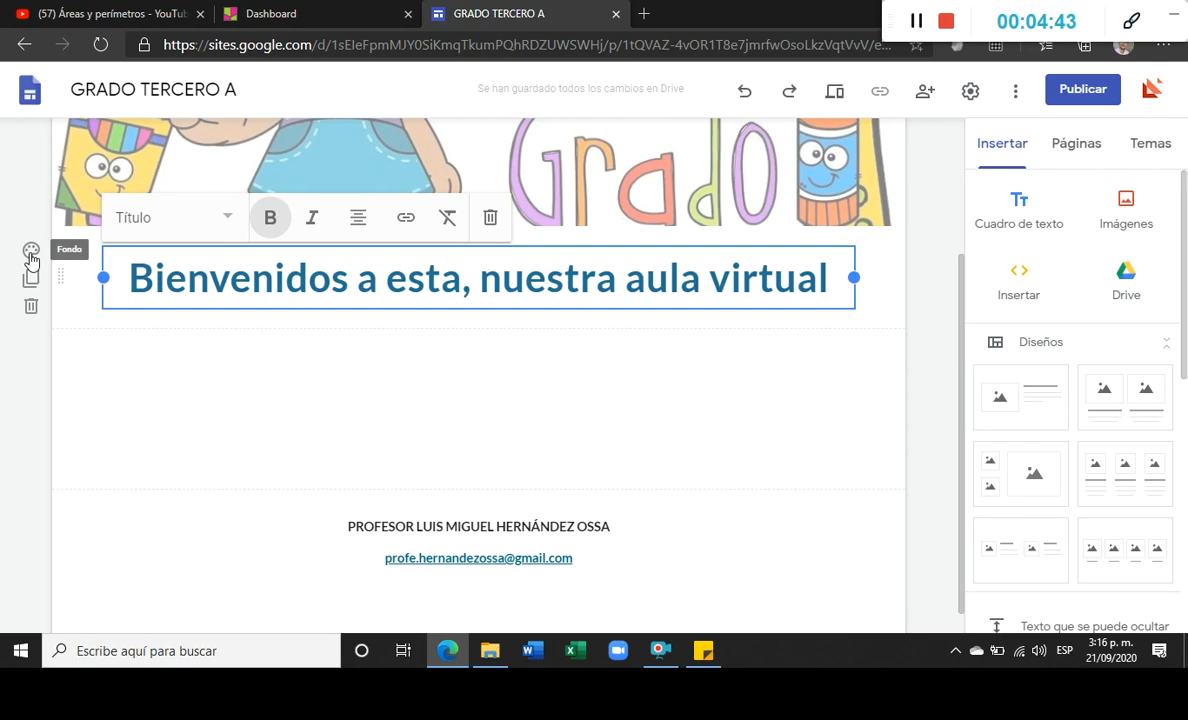 (57) Áreas y perímetros - YouTu
Dashboard
GRADO TERCERO A
00:04:43
https://sites.google.com/d/1sEIeFpmMJY0SiKmqTkumPQhRDZUWSWHj/p/1tQVAZ-4vOR1T8e7jmrfwOsoLkzVqtVvV/e...
GRADO TERCERO A
Se han guardado todos los cambios en Drive
Publicar
Insertar
Páginas
Temas
Grado
Título
B
I
Tt
Cuadro de texto
Imágenes
Fondo
Bienvenidos a esta, nuestra aula virtual
Insertar
Drive
Diseños
PROFESOR LUIS MIGUEL HERNÁNDEZ OSSA
profe.hernandezossa@gmail.com
Texto que se puede ocultar
Escribe aquí para buscar
ESP
3:16 p. m.
21/09/2020